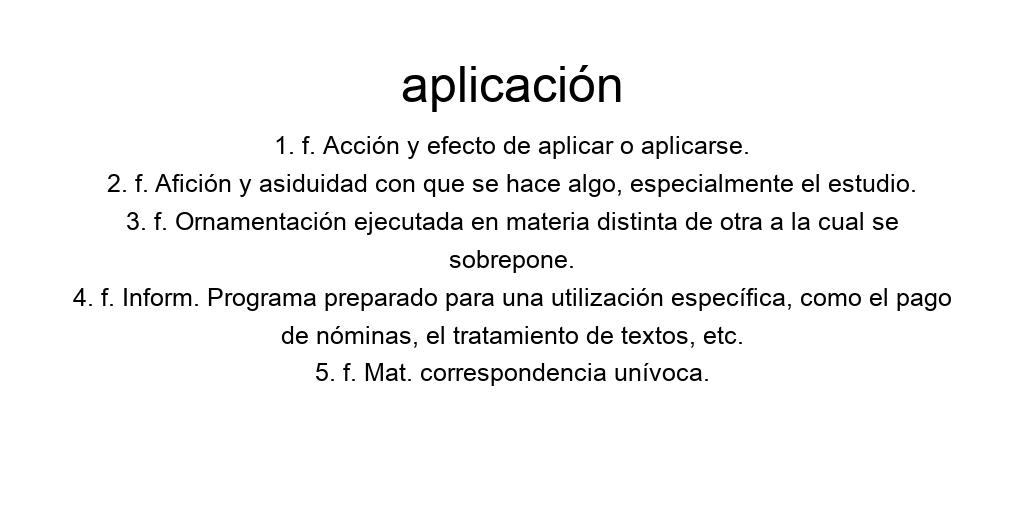 aplicación
1. f. Acción y efecto de aplicar o aplicarse.
2. f. Afición y asiduidad con que se hace algo, especialmente el estudio.
3. f. Ornamentación ejecutada en materia distinta de otra a la cual se
sobrepone.
4. f. Inform. Programa preparado para una utilización específica, como el pago
de nóminas, el tratamiento de textos, etc.
5. f. Mat. correspondencia unívoca.